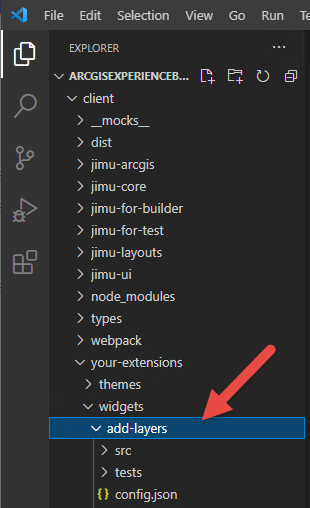 File Edit Selection View Go Run Ter
EXPLORER
ARCGISEXPERIENCEB...
client
__mocks__
dist
jimu-arcgis
jimu-core
jimu-for-builder
jimu-for-test
jimu-layouts
jimu-ui
node_modules
types
webpack
your-extensions
themes
widgets
add-layers
src
tests
{} config.json